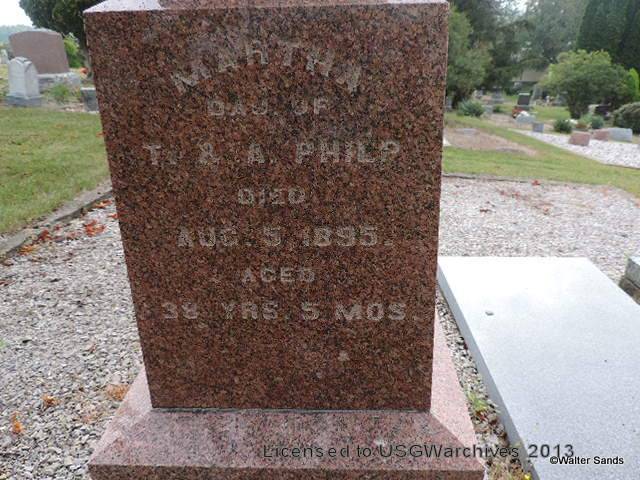 MARTHA
DAU. OF
T. & A. PHILP
DIED
AUG. 5, 1895.
AGED
38 YRS. 5 MOS.
Licensed to USGWarchives 2013
©Walter Sands